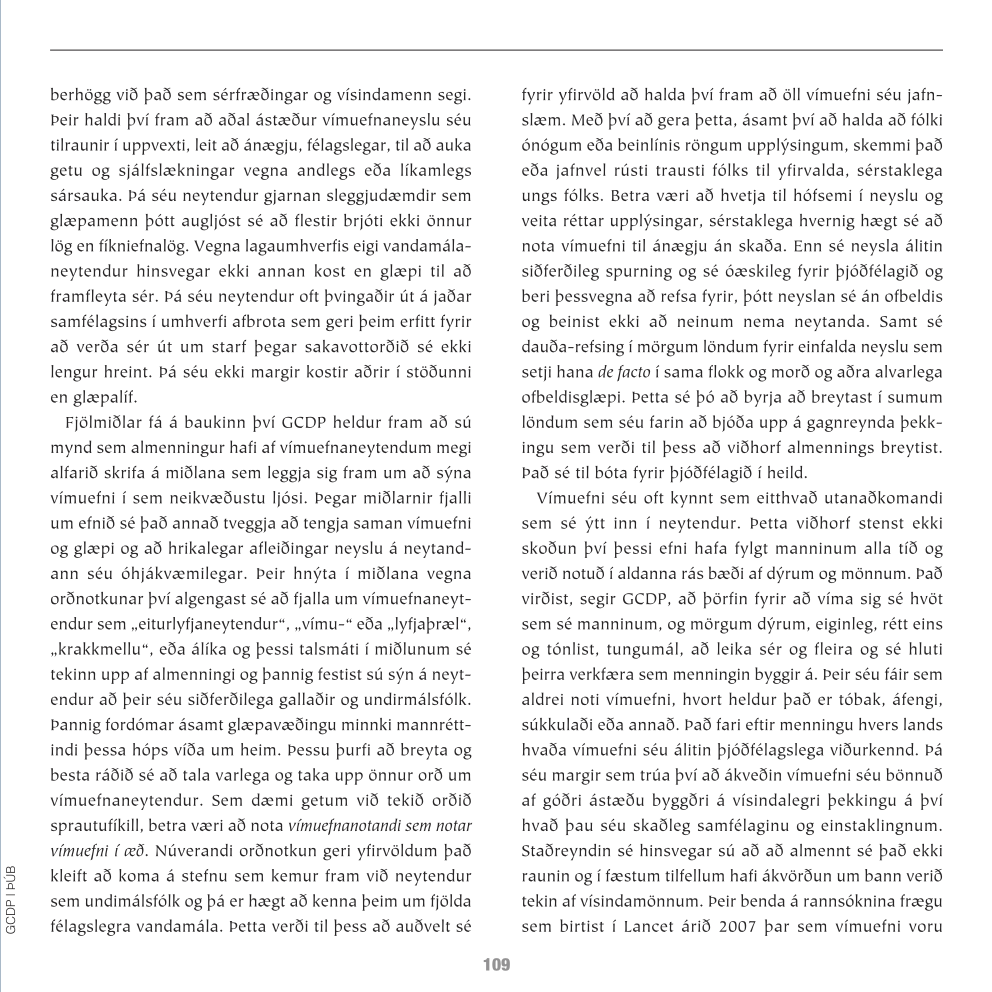 berhögg við það sem sérfræðingar og vísindamenn segi.
Þeir haldi því fram að aðal ástæður vímuefnaneyslu séu
tilraunir í uppvexti, leit að ánægju, félagslegar, til að auka
getu og sjálfslækningar vegna andlegs eða líkamlegs
sársauka. Þá séu neytendur gjarnan sleggjudæmdir sem
glæpamenn þótt augljóst sé að flestir brjóti ekki önnur
lög en fíkniefnalög. Vegna lagaumhverfis eigi vandamála-
neytendur hinsvegar ekki annan kost en glæpi til að
framfleyta sér. Þá séu neytendur oft þvingaðir út á jaðar
samfélagsins í umhverfi afbrota sem geri þeim erfitt fyrir
að verða sér út um starf þegar sakavottorðið sé ekki
lengur hreint. Þá séu ekki margir kostir aðrir í stöðunni
en glæpalíf.
Fjölmiðlar fá á baukinn því GCDP heldur fram að sú
mynd sem almenningur hafi af vímuefnaneytendum megi
alfarið skrifa á miðlana sem leggja sig fram um að sýna
vímuefni í sem neikvæðustu ljósi. Þegar miðlarnir fjalli
um efnið sé það annað tveggja að tengja saman vímuefni
og glæpi og að hrikalegar afleiðingar neyslu á neytand-
ann séu óhjákvæmilegar. Þeir hnýta í miðlana vegna
orðnotkunar því algengast sé að fjalla um vímuefnaneyt-
endur sem „eiturlyfjaneytendur“, „vímu-“ eða „lyfjaþræl“,
„krakkmellu“, eða álíka og þessi talsmáti í miðlunum sé
tekinn upp af almenningi og þannig festist sú sýn á neyt-
endur að þeir séu siðferðilega gallaðir og undirmálsfólk.
Þannig fordómar ásamt glæpavæðingu minnki mannrétt-
indi þessa hóps víða um heim. Þessu þurfi að breyta og
besta ráðið sé að tala varlega og taka upp önnur orð um
vímuefnaneytendur. Sem dæmi getum við tekið orðið
sprautufíkill, betra væri að nota vímuefnanotandi sem notar
vímuefni í æð. Núverandi orðnotkun geri yfirvöldum það
kleift að koma á stefnu sem kemur fram við neytendur
sem undimálsfólk og þá er hægt að kenna þeim um fjölda
félagslegra vandamála. Þetta verði til þess að auðvelt sé
fyrir yfirvöld að halda því fram að öll vímuefni séu jafn-
slæm. Með því að gera þetta, ásamt því að halda að fólki
ónógum eða beinlínis röngum upplýsingum, skemmi það
eða jafnvel rústi trausti fólks til yfirvalda, sérstaklega
ungs fólks. Betra væri að hvetja til hófsemi í neyslu og
veita réttar upplýsingar, sérstaklega hvernig hægt sé að
nota vímuefni til ánægju án skaða. Enn sé neysla álitin
siðferðileg spurning og sé óæskileg fyrir þjóðfélagið og
beri þessvegna að refsa fyrir, þótt neyslan sé án ofbeldis
og beinist ekki að neinum nema neytanda. Samt sé
dauða-refsing í mörgum löndum fyrir einfalda neyslu sem
setji hana de facto í sama flokk og morð og aðra alvarlega
ofbeldisglæpi. Þetta sé þó að byrja að breytast í sumum
löndum sem séu farin að bjóða upp á gagnreynda þekk-
ingu sem verði til þess að viðhorf almennings breytist.
Það sé til bóta fyrir þjóðfélagið í heild.
Vímuefni séu oft kynnt sem eitthvað utanaðkomandi
sem sé ýtt inn í neytendur. Þetta viðhorf stenst ekki
skoðun því þessi efni hafa fylgt manninum alla tíð og
verið notuð í aldanna rás bæði af dýrum og mönnum. Það
virðist, segir GCDP, að þörfin fyrir að víma sig sé hvöt
sem sé manninum, og mörgum dýrum, eiginleg, rétt eins
og tónlist, tungumál, að leika sér og fleira og sé hluti
þeirra verkfæra sem menningin byggir á. Þeir séu fáir sem
aldrei noti vímuefni, hvort heldur það er tóbak, áfengi,
súkkulaði eða annað. Það fari eftir menningu hvers lands
hvaða vímuefni séu álitin þjóðfélagslega viðurkennd. Þá
séu margir sem trúa því að ákveðin vímuefni séu bönnuð
af góðri ástæðu byggðri á vísindalegri þekkingu á því
hvað þau séu skaðleg samfélaginu og einstaklingnum.
Staðreyndin sé hinsvegar sú að að almennt sé það ekki
raunin og í fæstum tilfellum hafi ákvörðun um bann verið
tekin af vísindamönnum. Þeir benda á rannsóknina frægu
sem birtist í Lancet árið 2007 þar sem vímuefni voru
GCDP | ÞÚB
109